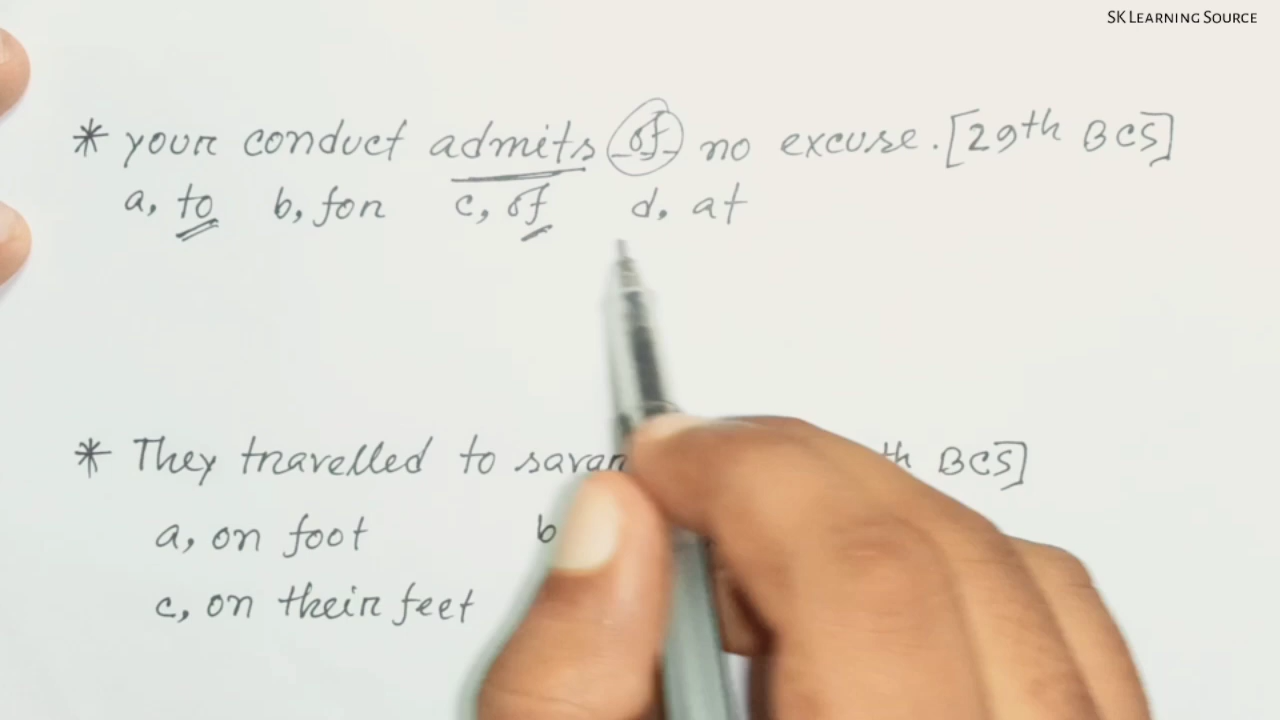 SK LEARNING SOURCE
* your conduct admits of no excuse. [29th BCS]
a, to b, for c, of d, at
* They travelled to th BCS]
a, on foot b
c, on their feet